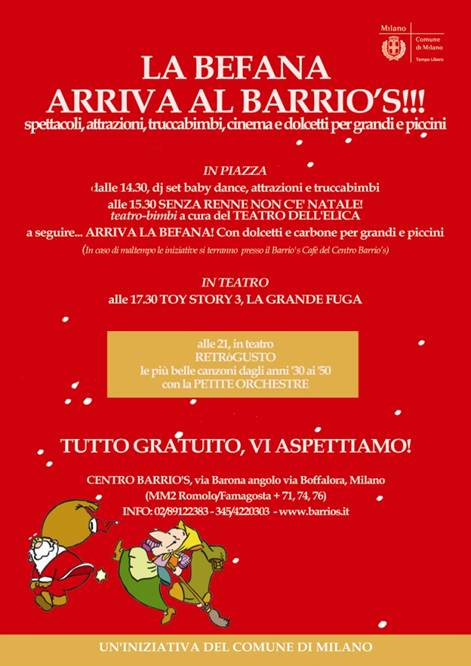 Milano
Comune
di Milano
Tempo Libero
LA BEFANA
ARRIVA AL BARRIO'S!!!
spettacoli, attrazioni, truccabimbi, cinema e dolcetti per grandi e piccini
IN PIAZZA
dalle 14.30, dj set baby dance, attrazioni e truccabimbi
alle 15.30 SENZA RENNE NON C'E' NATALE!
teatro-bimbi a cura del TEATRO DELL'ELICA
a seguire... ARRIVA LA BEFANA! Con dolcetti e carbone per grandi e piccini
(In caso di maltempo le iniziative si terranno presso il Barrio's Cafè del Centro Barrio's)
IN TEATRO
alle 17.30 TOY STORY 3, LA GRANDE FUGA
alle 21, in teatro
RETRòGUSTO
le più belle canzoni dagli anni '30 ai '50
con la PETITE ORCHESTRE
TUTTO GRATUITO, VI ASPETTIAMO!
CENTRO BARRIO'S, via Barona angolo via Boffalora, Milano
(MM2 Romolo/Famagosta + 71, 74, 76)
INFO: 02/89122383 - 345/4220303 - www.barrios.it
UN'INIZIATIVA DEL COMUNE DI MILANO